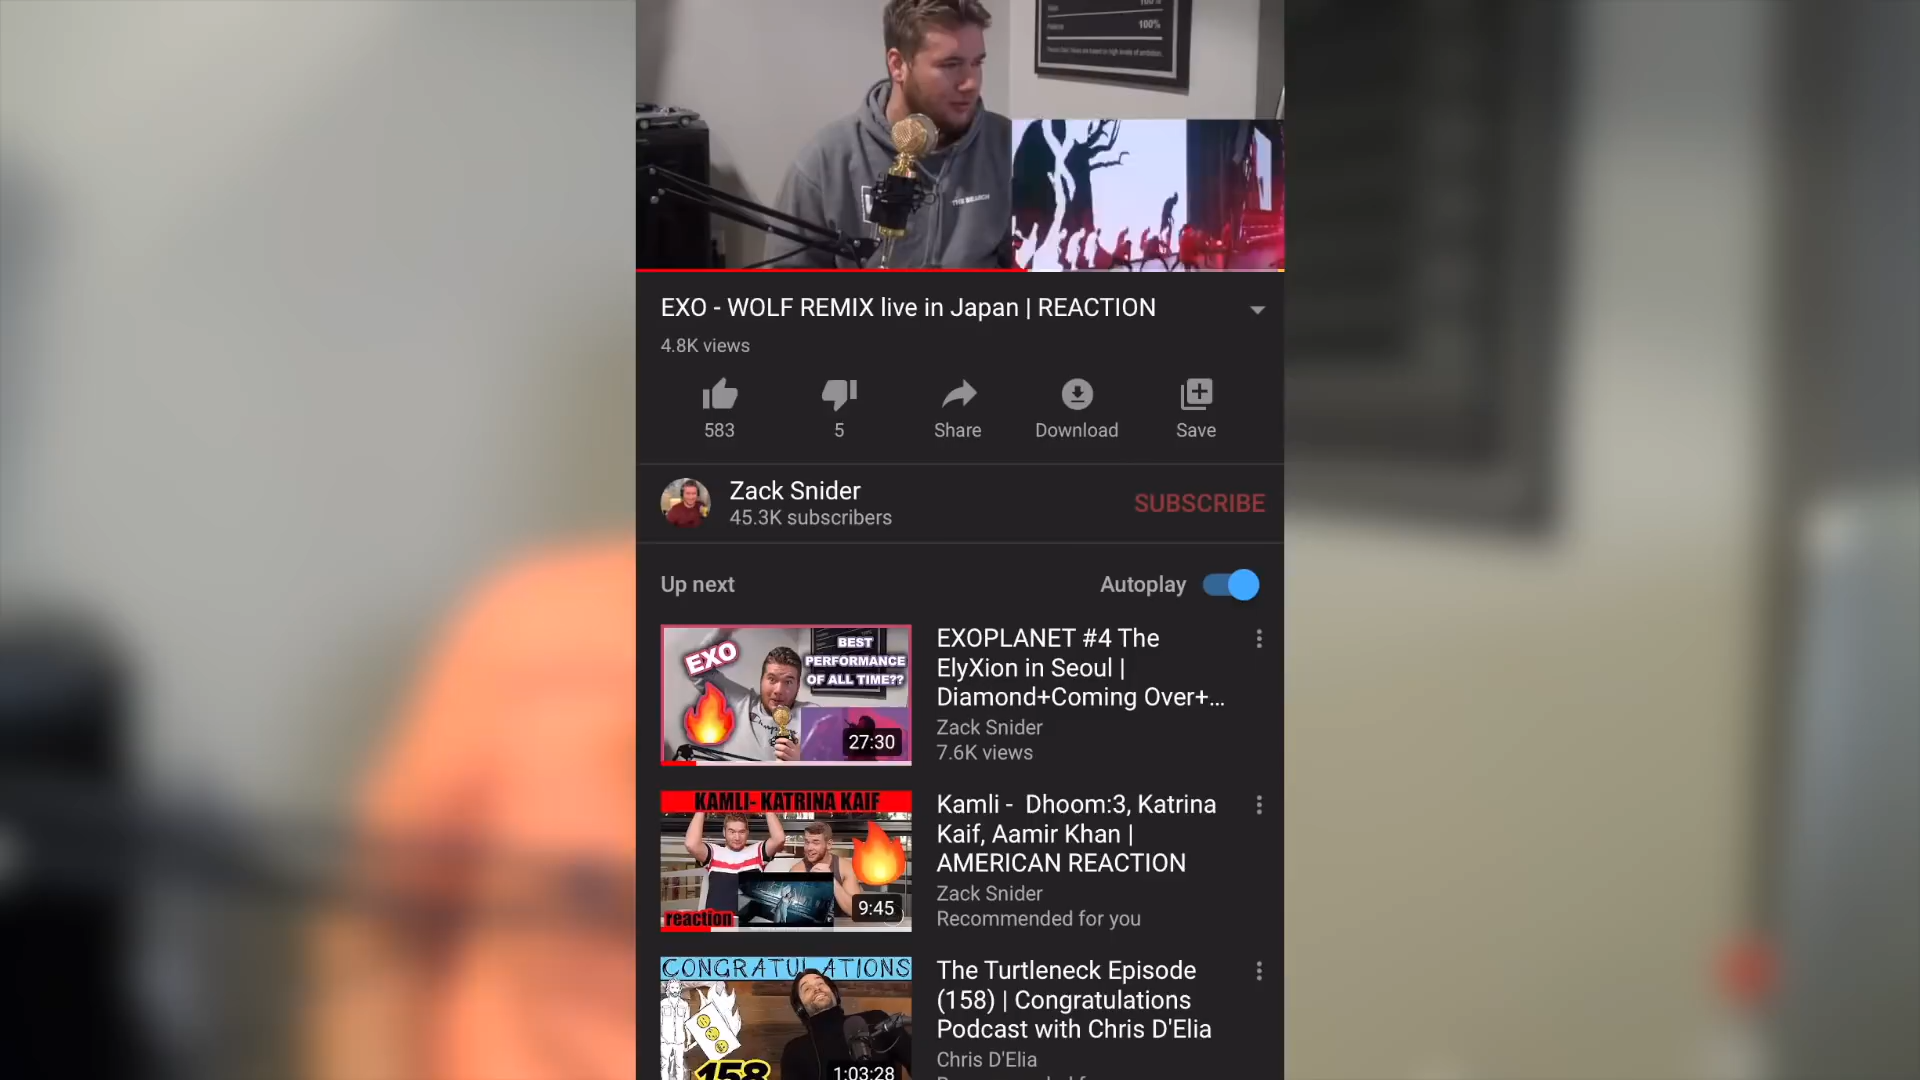 100%
100%
THE SEARCH
EXO - WOLF REMIX live in Japan | REACTION
4.8K views
583
5
Share
Download
Save
Zack Snider
45.3K subscribers
SUBSCRIBE
Up next
Autoplay
EXO
BEST
PERFORMANCE
OF ALL TIME??
27:30
EXOPLANET #4 The
ElyXion in Seoul |
Diamond+Coming Over+...
Zack Snider
7.6K views
KAMLI- KATRINA KAIF
reaction
9:45
Kamli - Dhoom:3, Katrina
Kaif, Aamir Khan |
AMERICAN REACTION
Zack Snider
Recommended for you
CONGRATULATIONS
158
1:03:28
The Turtleneck Episode
(158) | Congratulations
Podcast with Chris D'Elia
Chris D'Elia